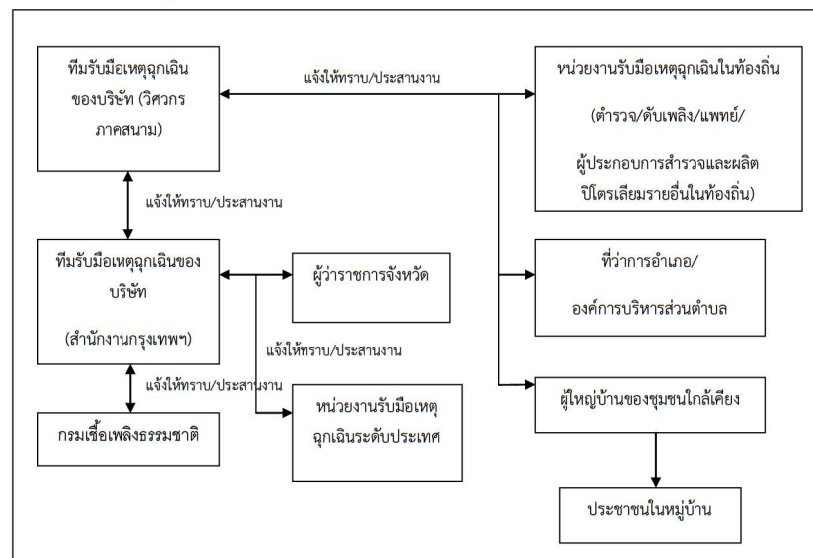 ทีมรับมือเหตุฉุกเฉิน
ของบริษัท (วิศวกร
ภาคสนาม)
แจ้งให้ทราบ/ประสานงาน
หน่วยงานรับมือเหตุฉุกเฉินในท้องถิ่น
(ตำรวจ/ดับเพลิง/แพทย์/
ผู้ประกอบการสำรวจและผลิต
ปิโตรเลียมรายอื่นในท้องถิ่น)
แจ้งให้ทราบ/ประสานงาน
ทีมรับมือเหตุฉุกเฉินของ
บริษัท
(สำนักงานกรุงเทพฯ)
ผู้ว่าราชการจังหวัด
ที่ว่าการอำเภอ/
องค์การบริหารส่วนตำบล
แจ้งให้ทราบ/ประสานงาน
แจ้งให้ทราบ/ประสานงาน
กรมเชื้อเพลิงธรรมชาติ
หน่วยงานรับมือเหตุ
ฉุกเฉินระดับประเทศ
ผู้ใหญ่บ้านของชุมชนใกล้เคียง
ประชาชนในหมู่บ้าน